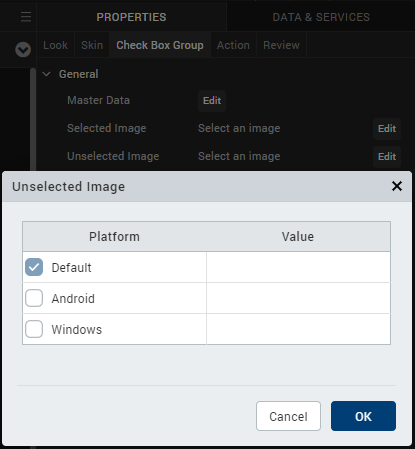 PROPERTIES DATA & SERVICES
Look Skin Check Box Group Action Review
General
Master Data Edit
Selected Image Select an image Edit
Unselected Image Select an image Edit
Unselected Image
Platform Value
Default
Android
Windows
Cancel OK